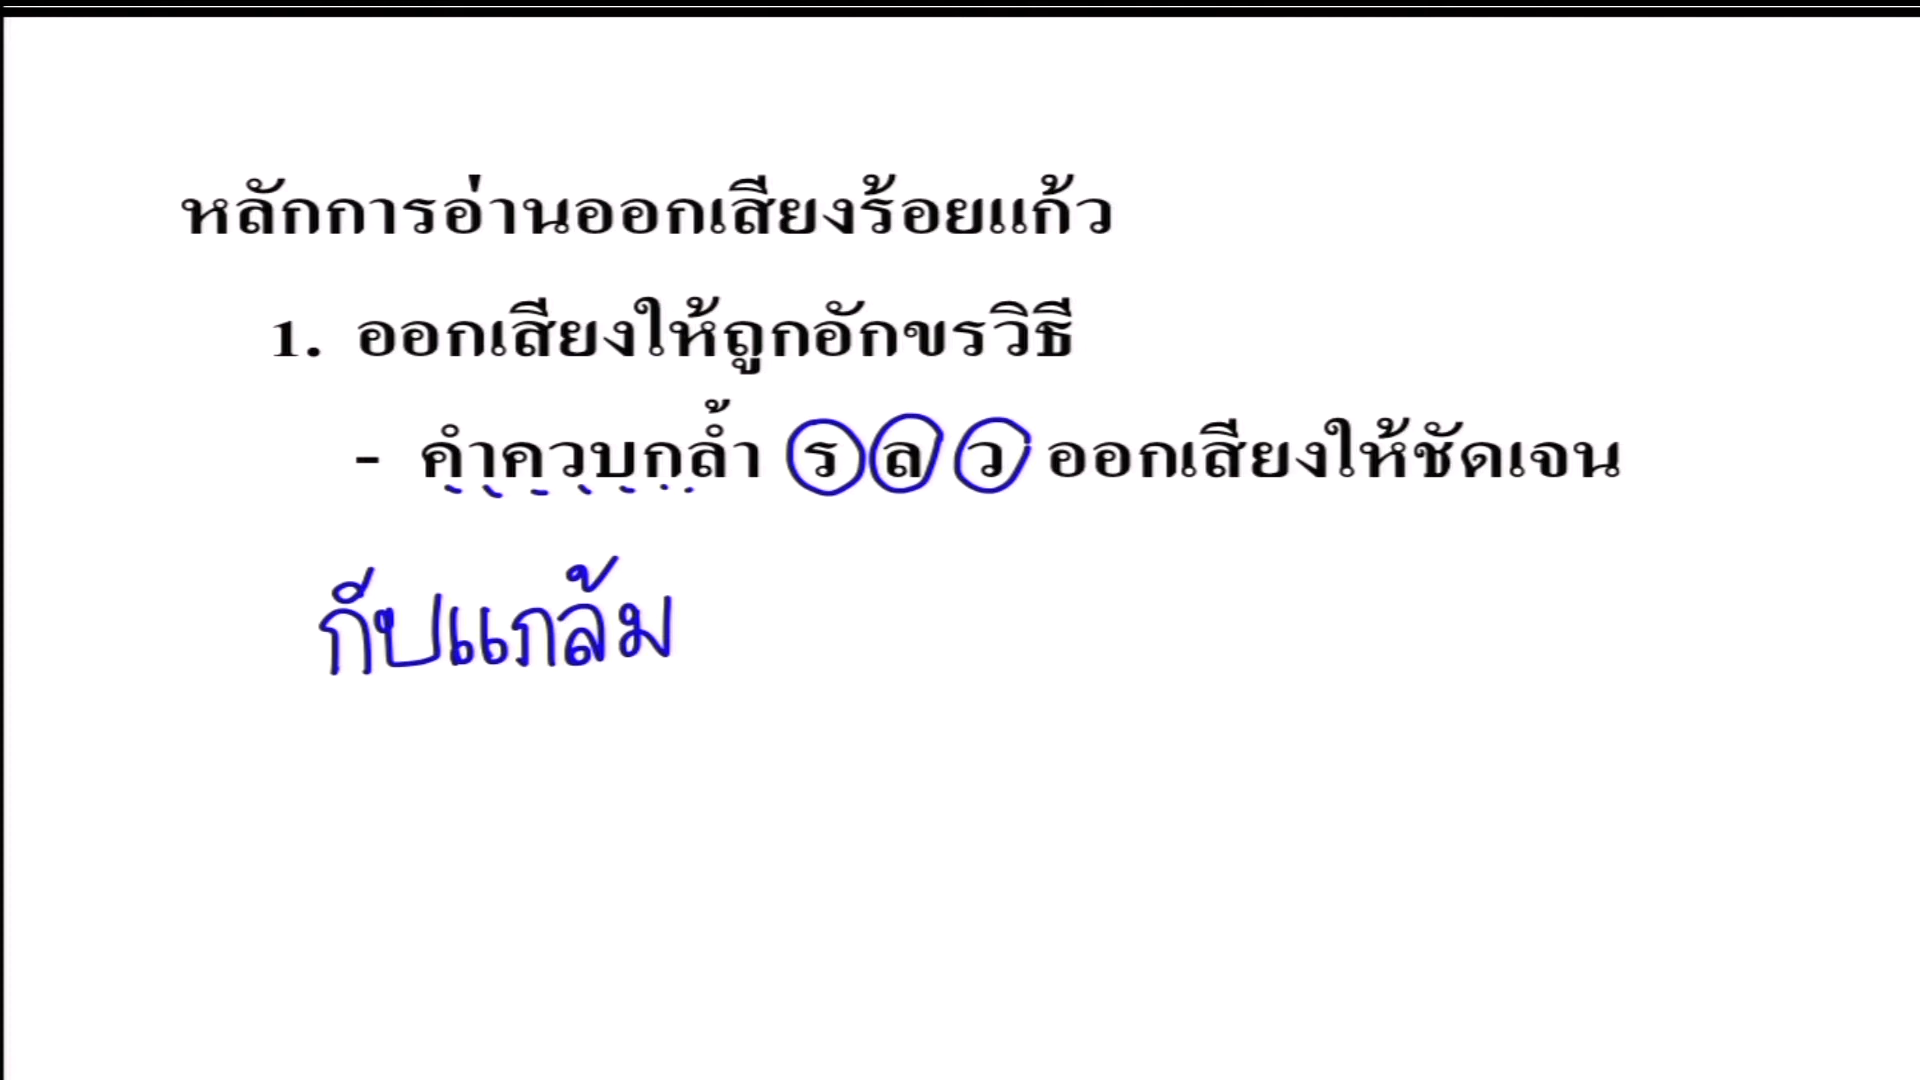 หลักการอ่านออกเสียงร้อยแก้ว
1. ออกเสียงให้ถูกอักขรวิธี
- คำควบกล้ำ ร ล ว ออกเสียงให้ชัดเจน
ก็บแกล้ม